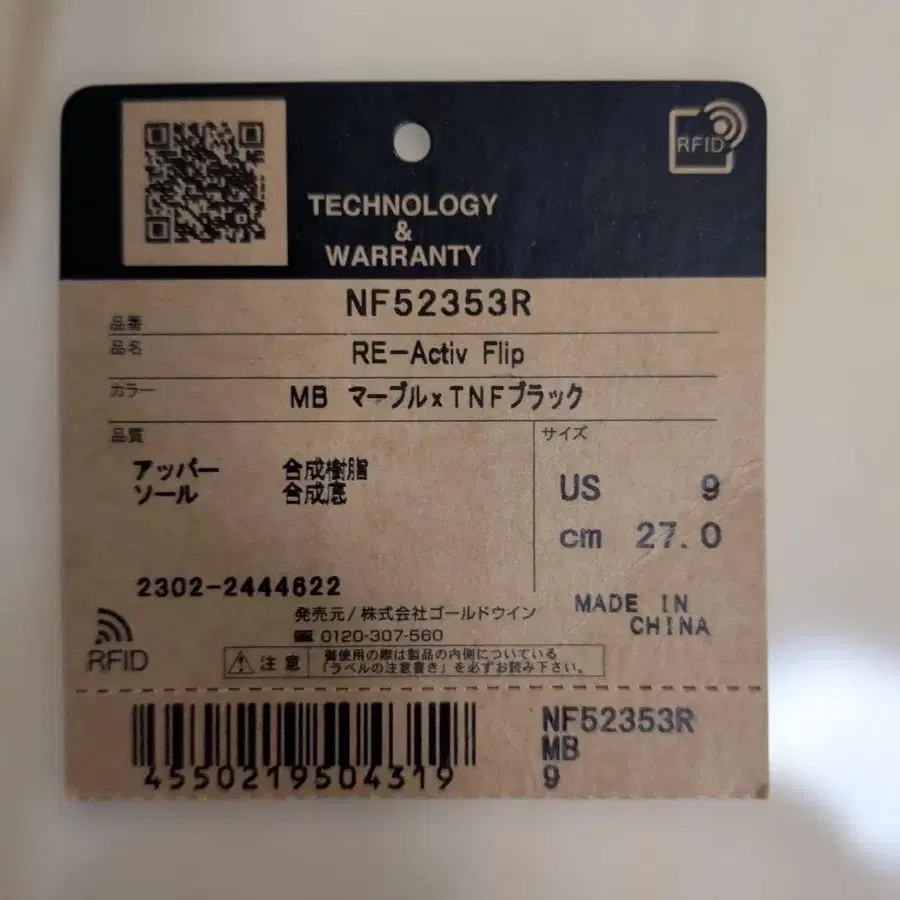 RFID
TECHNOLOGY
&
WARRANTY
品番 NF52353R
品名 RE-Activ Flip
カラー MB マーブルxTNFブラック
品質
アッパー 合成樹脂
ソール 合成底
サイズ
US 9
cm 27.0
2302-2444622
MADE IN
CHINA
発売元/株式会社ゴールドウイン
0120-307-560
RFID
注意
御使用の際は製品の内側についている
「ラベルの注意書き」を必ずお読み下さい。
4550219504319
NF52353R
MB
9